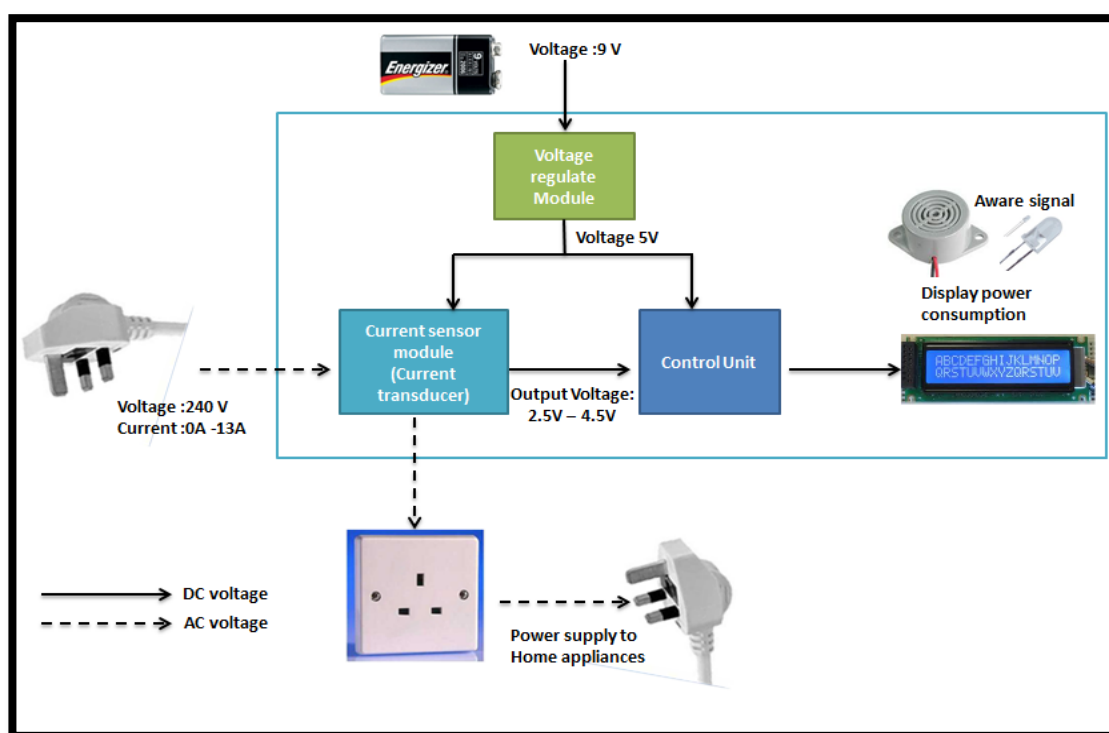 Energizer
9
Voltage :9 V
Voltage
regulate
Module
Voltage 5V
Aware signal
Display power
consumption
ABCDEFGHIJKLMNOP
QRSTUVWXYZQRSTUV
Current sensor
module
(Current
transducer)
Control Unit
Output Voltage:
2.5V – 4.5V
Voltage :240 V
Current :0A -13A
DC voltage
AC voltage
Power supply to
Home appliances